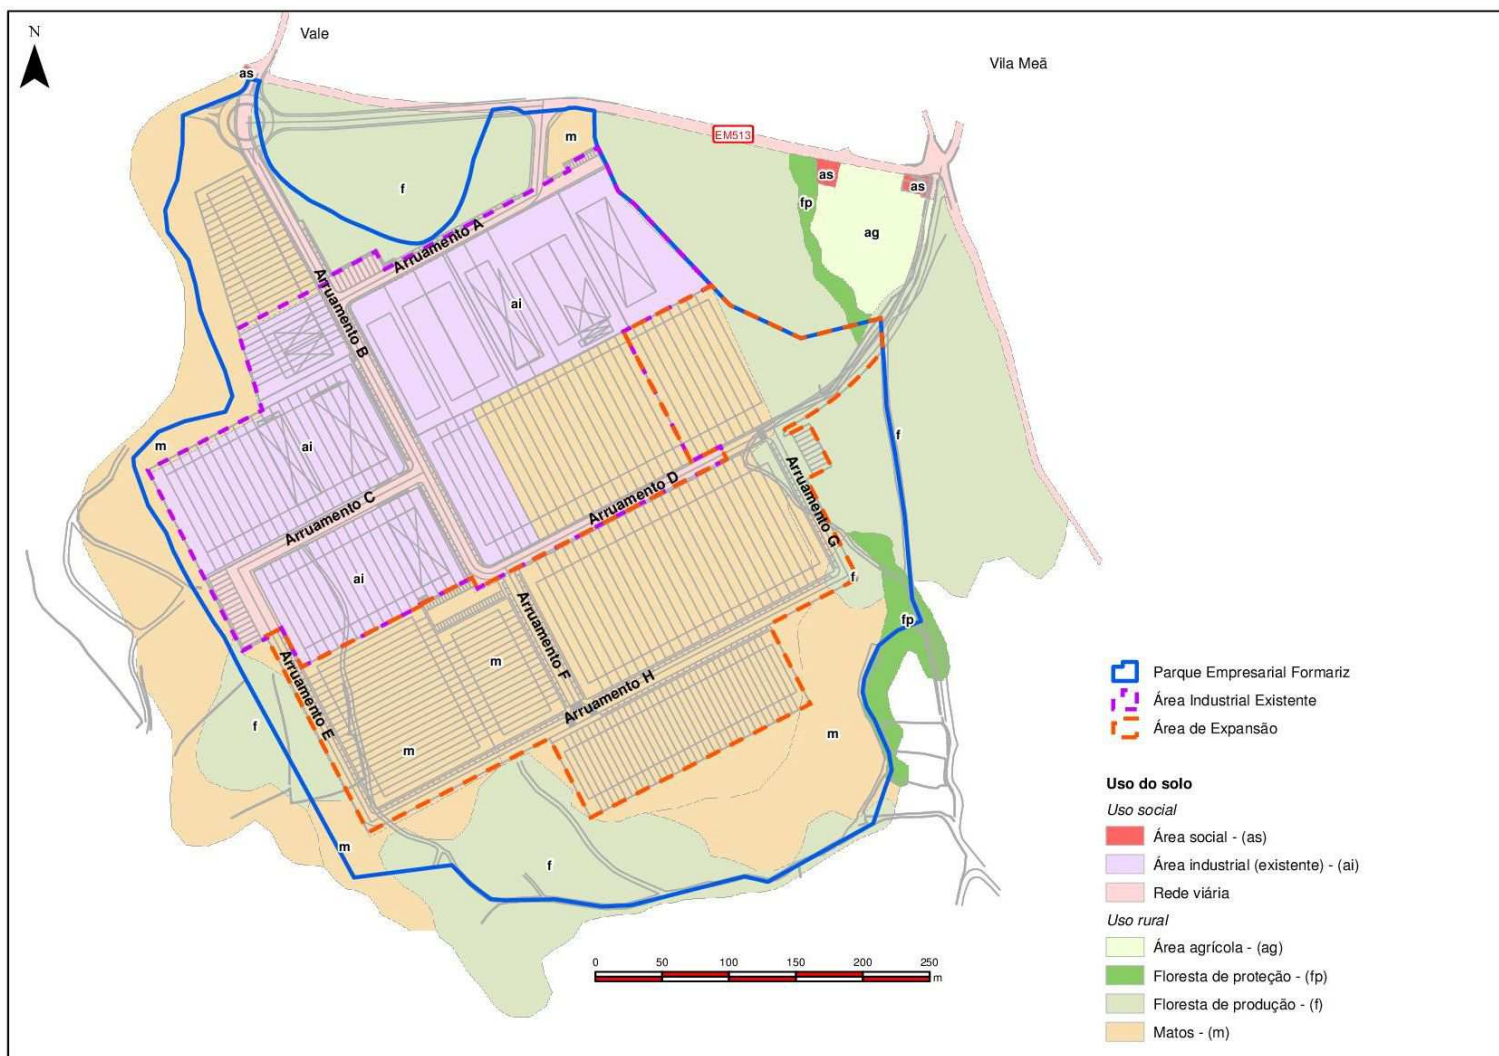 N
Vale
Vila Meã
as
EM513
m
as
as
f
fp
ag
Arruamento A
Arruamento B
ai
m
ai
f
Arruamento D
Arruamento G
Arruamento C
ai
f
fp
Arruamento F
m
Arruamento E
Arruamento H
f
m
m
m
f
0 50 100 150 200 250
m
Parque Empresarial Formariz
Área Industrial Existente
Área de Expansão
Uso do solo
Uso social
Área social - (as)
Área industrial (existente) - (ai)
Rede viária
Uso rural
Área agrícola - (ag)
Floresta de proteção - (fp)
Floresta de produção - (f)
Matos - (m)